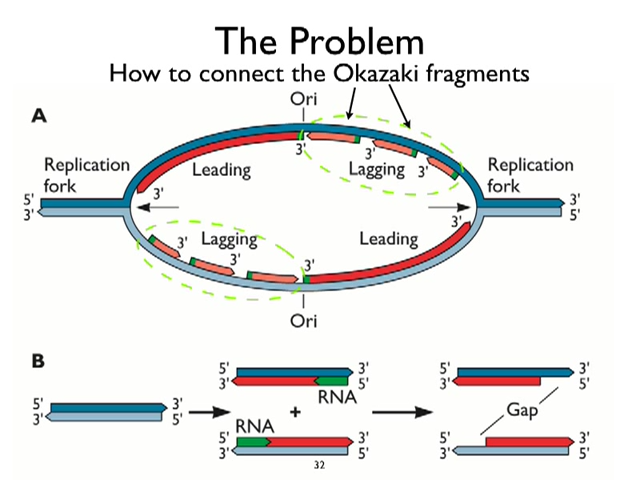 The Problem
How to connect the Okazaki fragments
A
Ori
Replication
fork
Leading
3'
3'
3'
3'
Lagging
Replication
fork
5'
3'
3'
5'
3'
3'
Lagging
3'
3'
3'
Leading
Ori
B
5'
3'
3'
5'
5'
3'
3'
5'
RNA
+
RNA
5'
3'
3'
5'
5'
3'
3'
5'
Gap
5'
3'
3'
5'
32